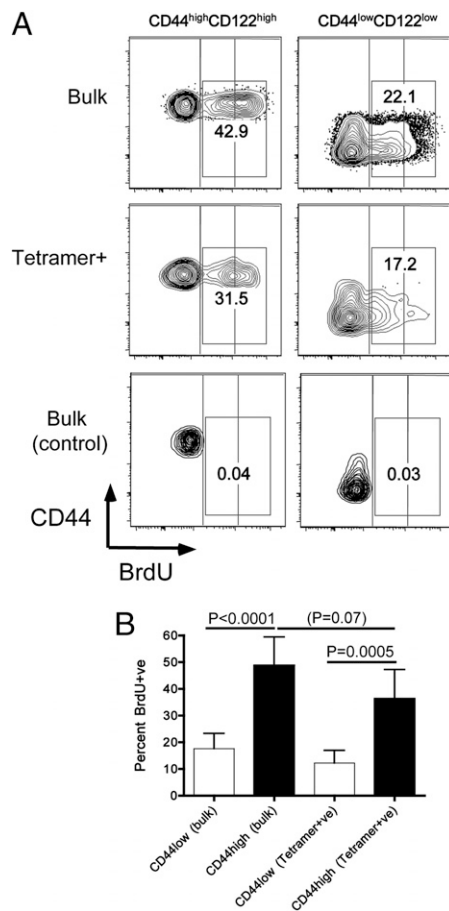 A
CD44highCD122high
CD44lowCD122low
Bulk
42.9
22.1
Tetramer+
31.5
17.2
Bulk
(control)
0.04
0.03
CD44
BrdU
B
P<0.0001
(P=0.07)
P=0.0005
Percent BrdU+ve
60
50
40
30
20
10
0
CD44low (bulk)
CD44high (bulk)
CD44low (Tetramer+ve)
CD44high (Tetramer+ve)